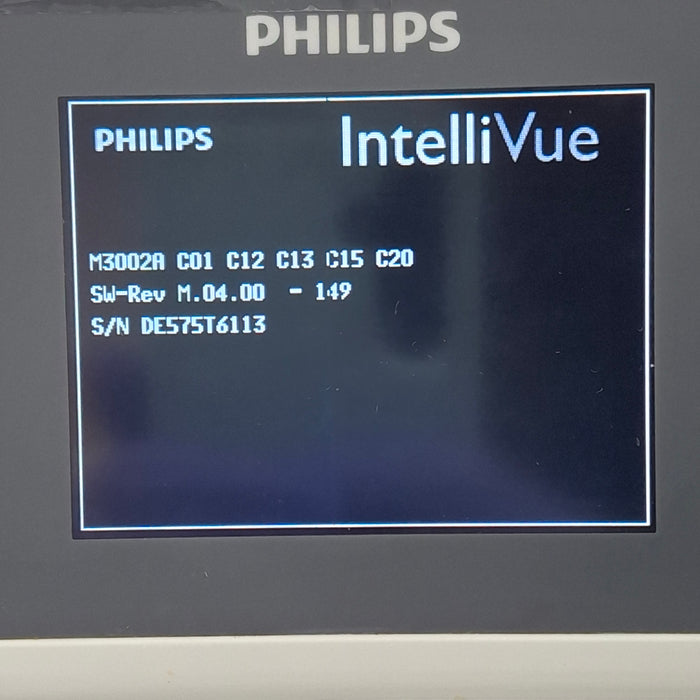 PHILIPS
PHILIPS IntelliVue
M3002A C01 C12 C13 C15 C20
SW-Rev M.04.00 - 149
S/N DE575T6113